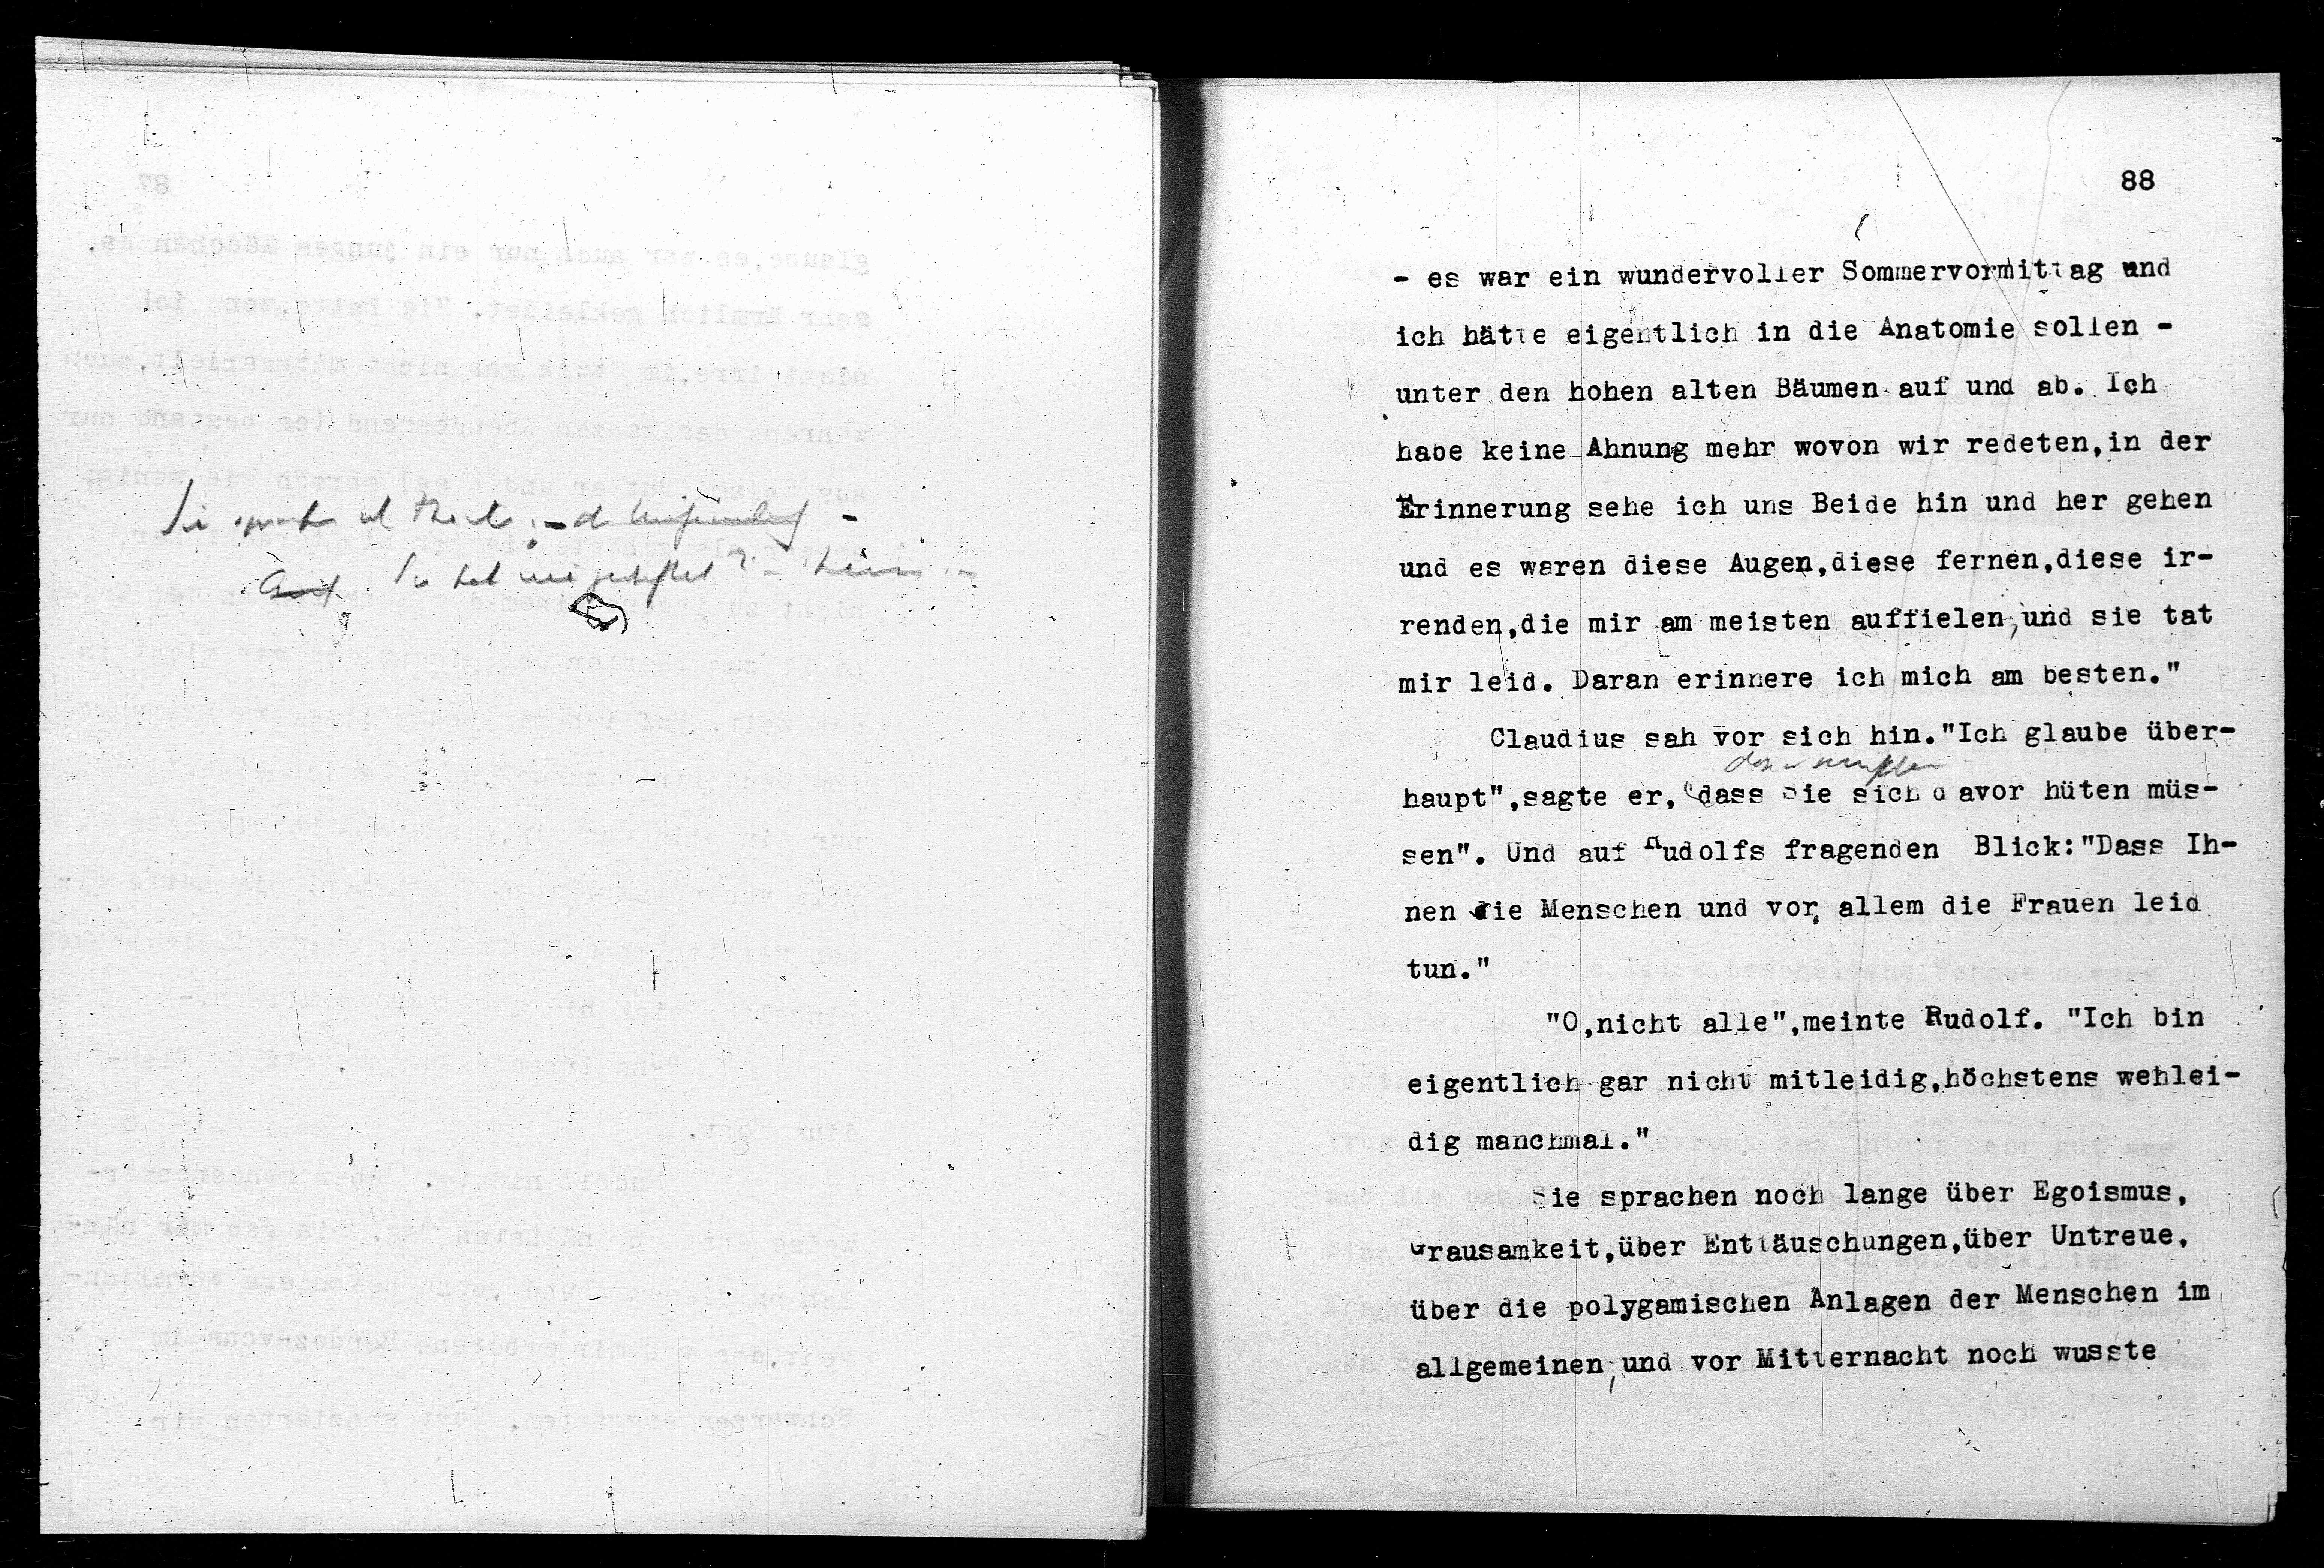 88
- es war ein wundervoller Sommervormittag und
ich hätte eigentlich in die Anatomie sollen -
unter den hohen alten Bäumen auf und ab. Ich
habe keine Ahnung mehr wovon wir redeten,in der
Erinnerung sehe ich uns Beide hin und her gehen
und es waren diese Augen,diese fernen,diese ir-
renden,die mir am meisten auffielen,und sie tat
mir leid. Daran erinnere ich mich am besten."
Claudius sah vor sich hin."Ich glaube über-
haupt",sagte er,"dass Sie sich davor hüten müs-
sen". Und auf Rudolfs fragenden Blick:"Dass Ih-
nen die Menschen und vor allem die Frauen leid
tun."
"O,nicht alle",meinte Rudolf. "Ich bin
eigentlich gar nicht mitleidig,höchstens wehlei-
dig manchmal."
Sie sprachen noch lange über Egoismus,
Grausamkeit,über Enttäuschungen,über Untreue,
über die polygamischen Anlagen der Menschen im
allgemeinen,und vor Mitternacht noch wusste